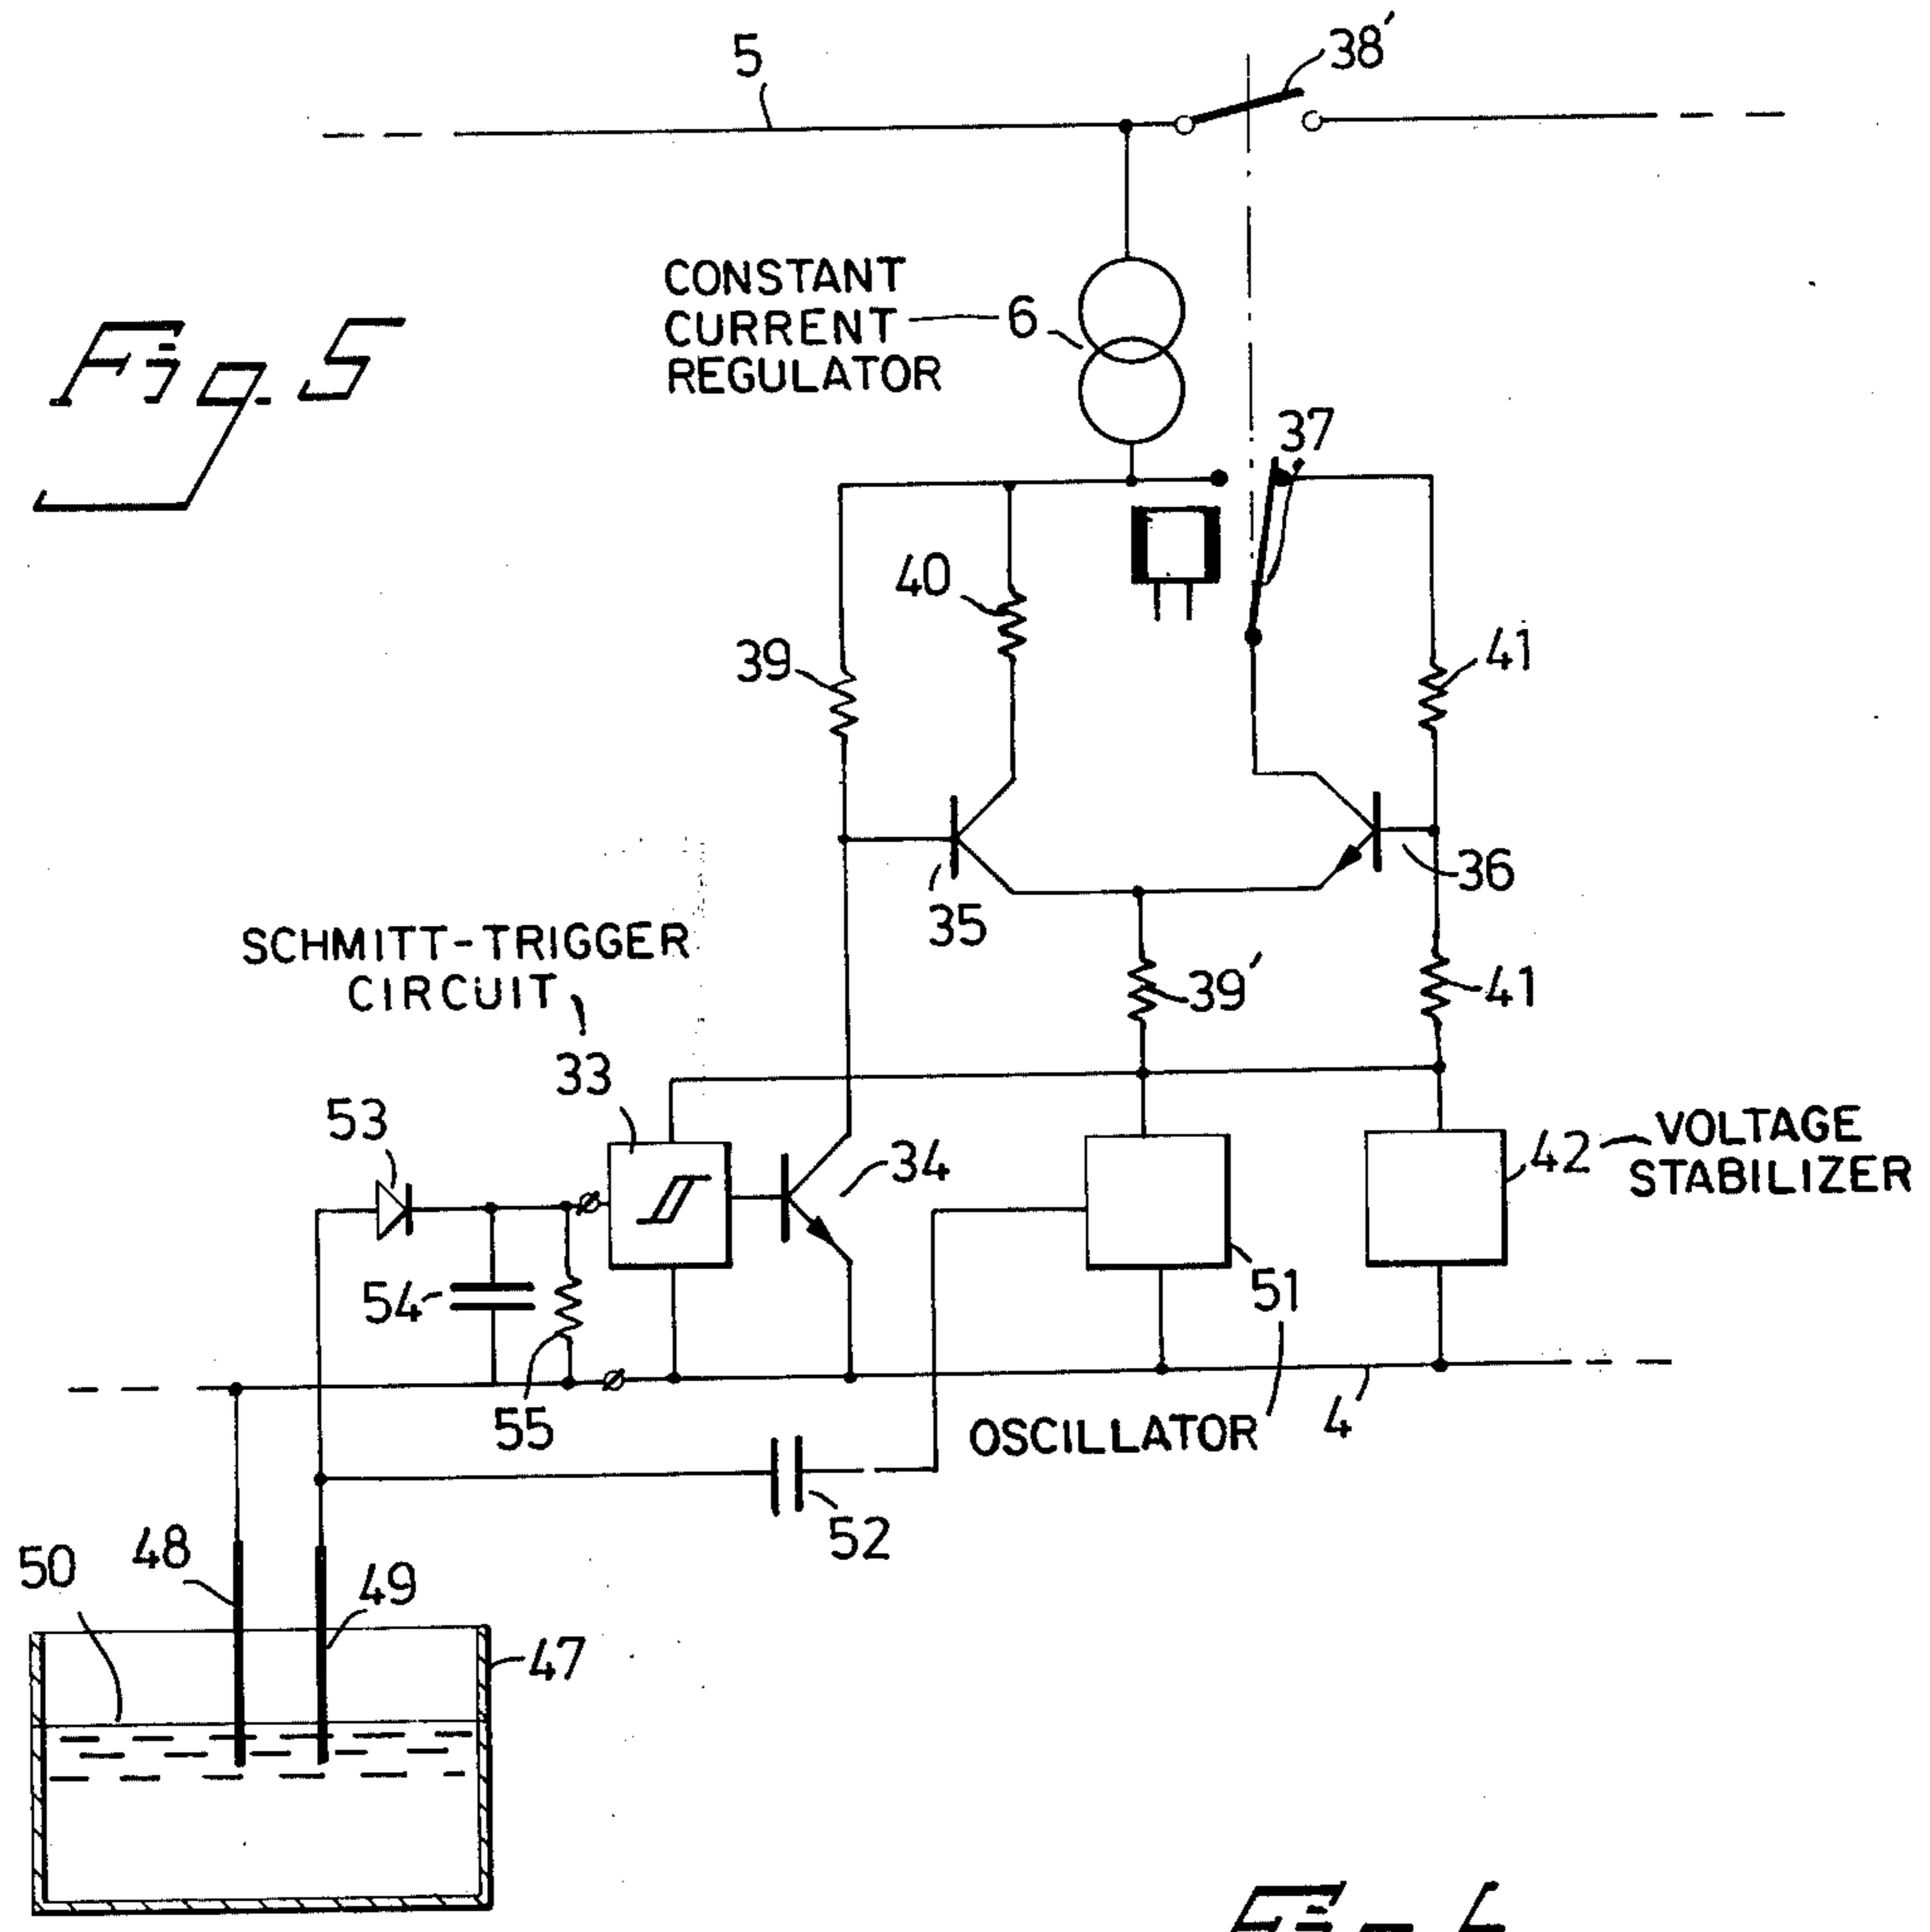 5
38'
CONSTANT
CURRENT 6
REGULATOR
Fig. 5
37
40
39
41
36
35
SCHMITT-TRIGGER
CIRCUIT
39'
41
33
53
34
42 VOLTAGE
STABILIZER
54
51
55
OSCILLATOR
4
52
50
48
49
47